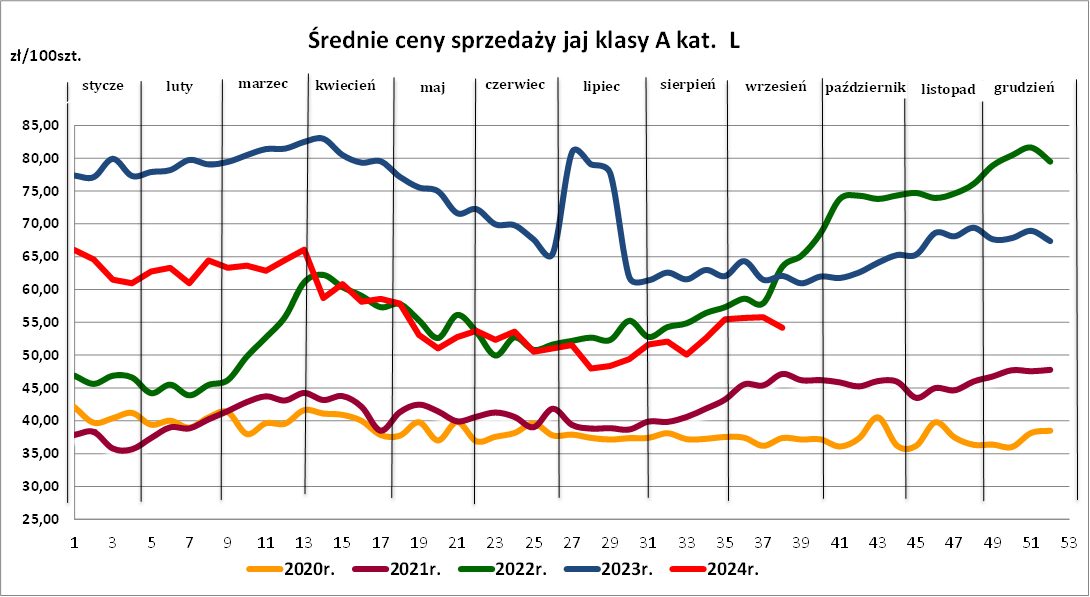 Średnie ceny sprzedaży jaj klasy A kat. L
zł/100szt.
stycze luty marzec kwiecień maj czerwiec lipiec sierpień wrzesień październik listopad grudzień
85,00
80,00
75,00
70,00
65,00
60,00
55,00
50,00
45,00
40,00
35,00
30,00
25,00
1 3 5 7 9 11 13 15 17 19 21 23 25 27 29 31 33 35 37 39 41 43 45 47 49 51 53
2020r. 2021r. 2022r. 2023r. 2024r.